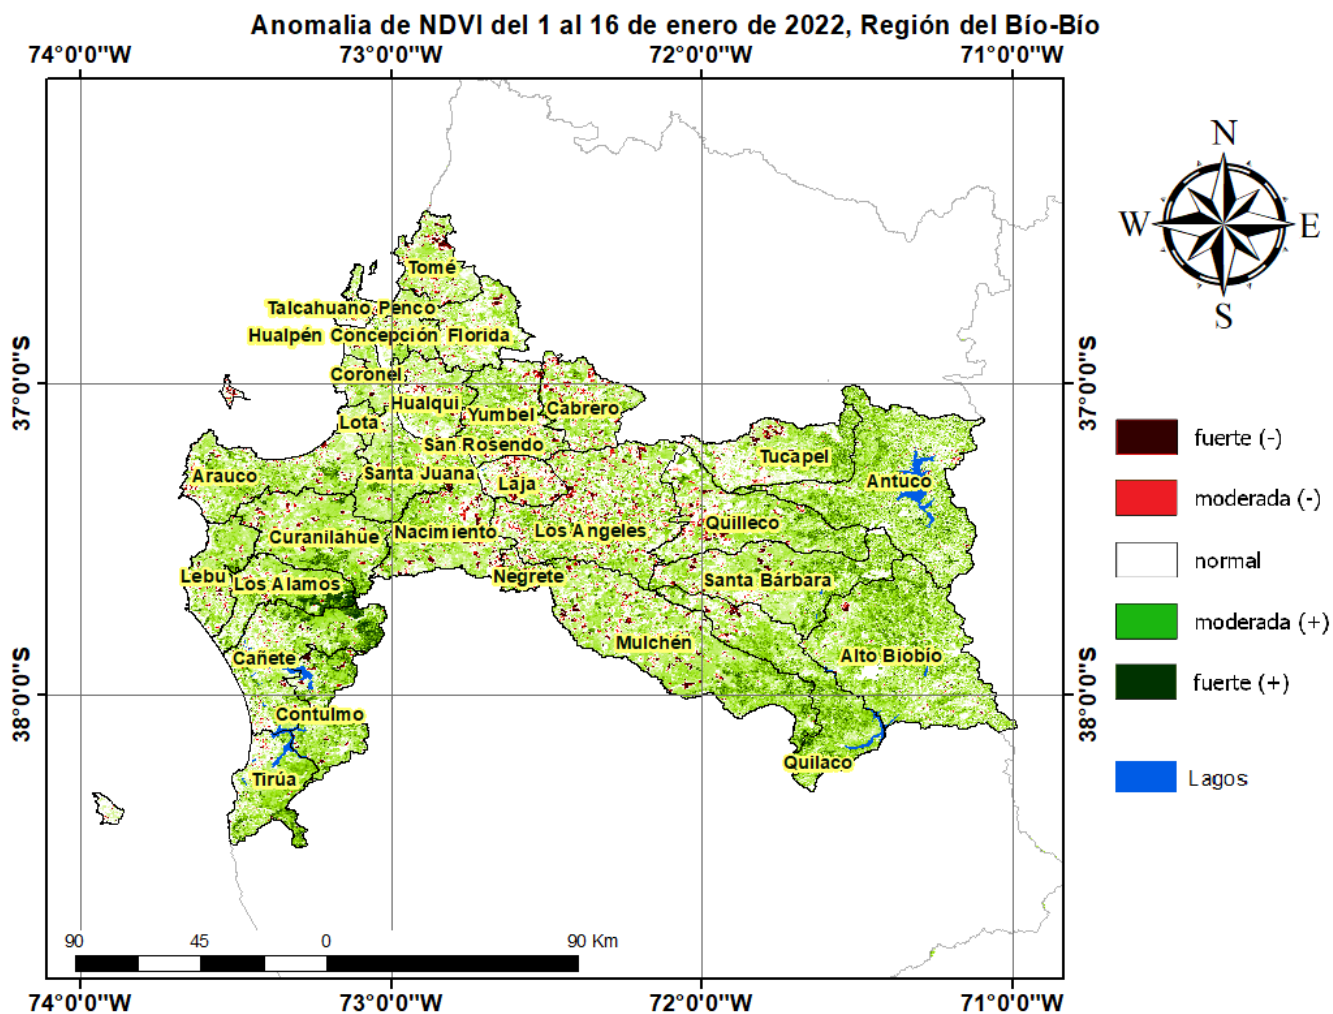 Anomalia de NDVI del 1 al 16 de enero de 2022, Región del Bío-Bío
74°0'0"W 73°0'0"W 72°0'0"W 71°0'0"W
N
W E
S
Tomé
Talcahuano Penco
Hualpén Concepción Florida
37°0'0"S 37°0'0"S
Coronel
Hualqui Yumbel Cabrero
Lota
San Rosendo
Tucapel
Arauco Santa Juana Laja Antuco
Curanilahüe Nacimiento Los Angeles Quilleco
Lebu Los Alamos Negrete Santa Bárbara
Mulchén
Cañete Alto Biobio
38°0'0"S 38°0'0"S
Contulmo
Quilaco
Tirúa
fuerte (-)
moderada (-)
normal
moderada (+)
fuerte (+)
Lagos
90 45 0 90 Km
74°0'0"W 73°0'0"W 72°0'0"W 71°0'0"W